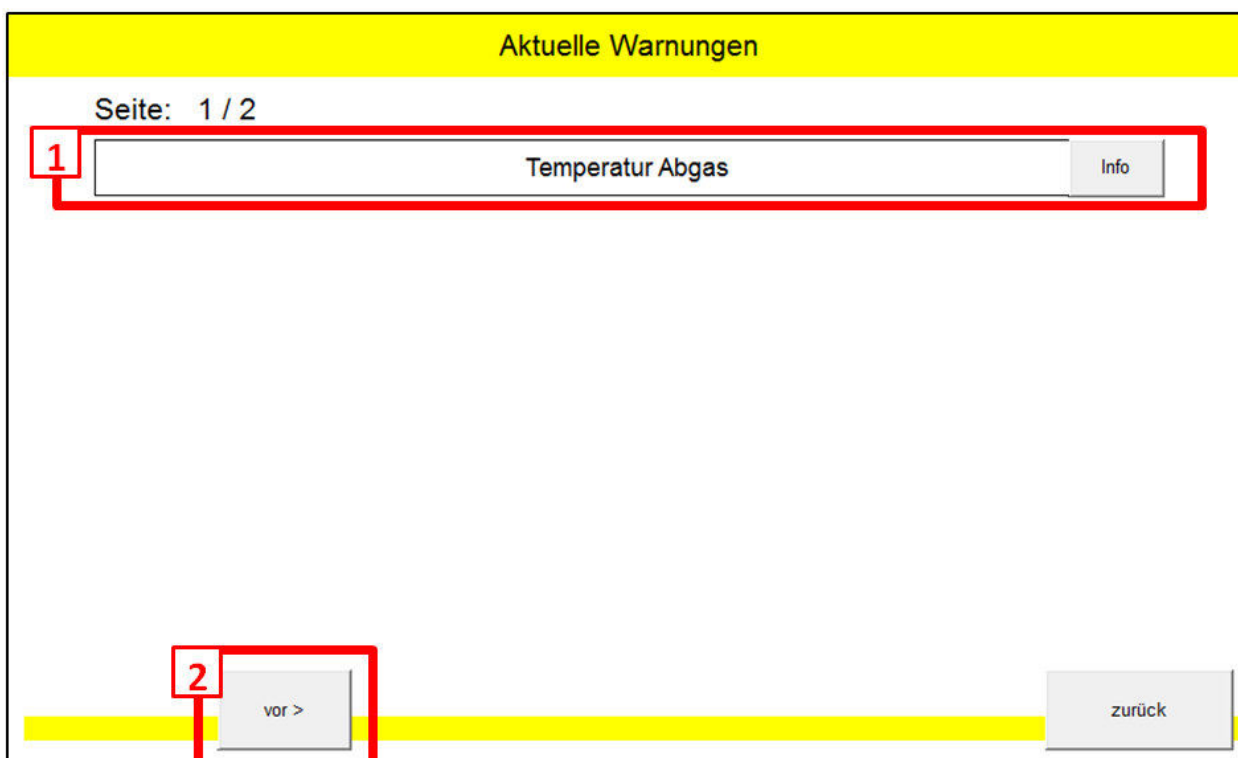 Aktuelle Warnungen
Seite: 1 / 2
1
Temperatur Abgas Info
2
vor > zurück